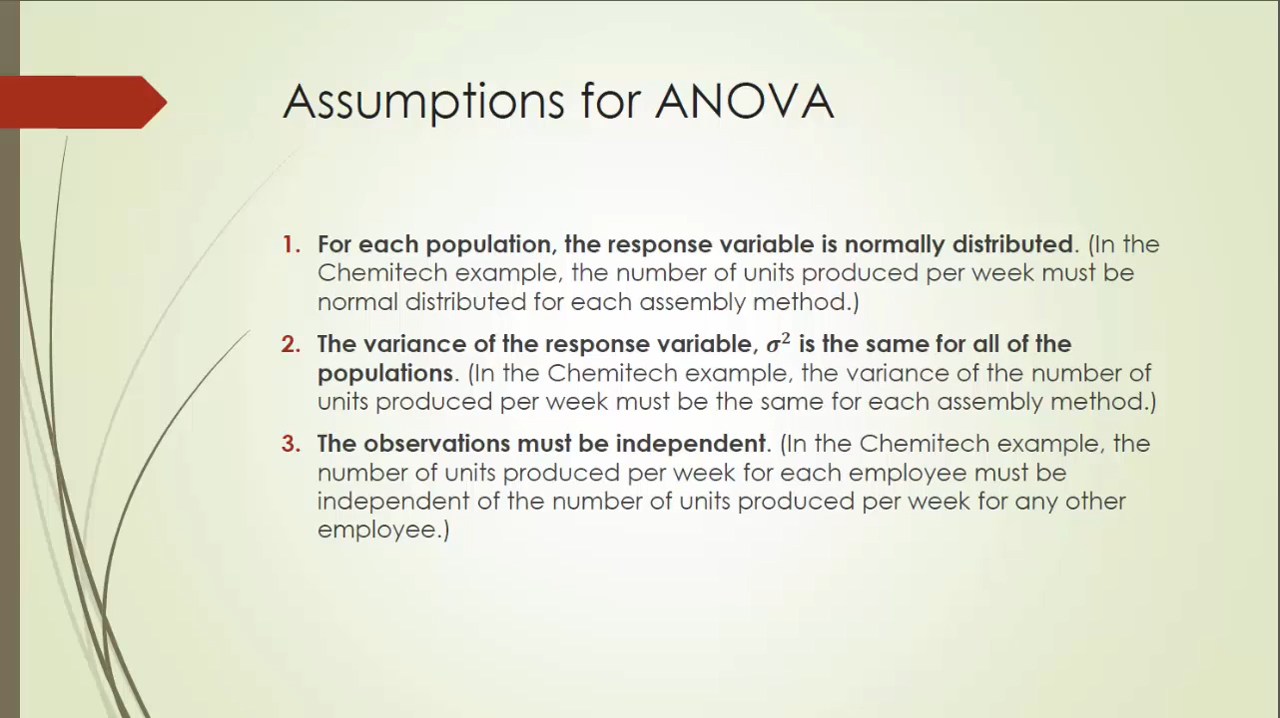 Assumptions for ANOVA
1. For each population, the response variable is normally distributed. (In the
Chemitech example, the number of units produced per week must be
normal distributed for each assembly method.)
2. The variance of the response variable, σ² is the same for all of the
populations. (In the Chemitech example, the variance of the number of
units produced per week must be the same for each assembly method.)
3. The observations must be independent. (In the Chemitech example, the
number of units produced per week for each employee must be
independent of the number of units produced per week for any other
employee.)